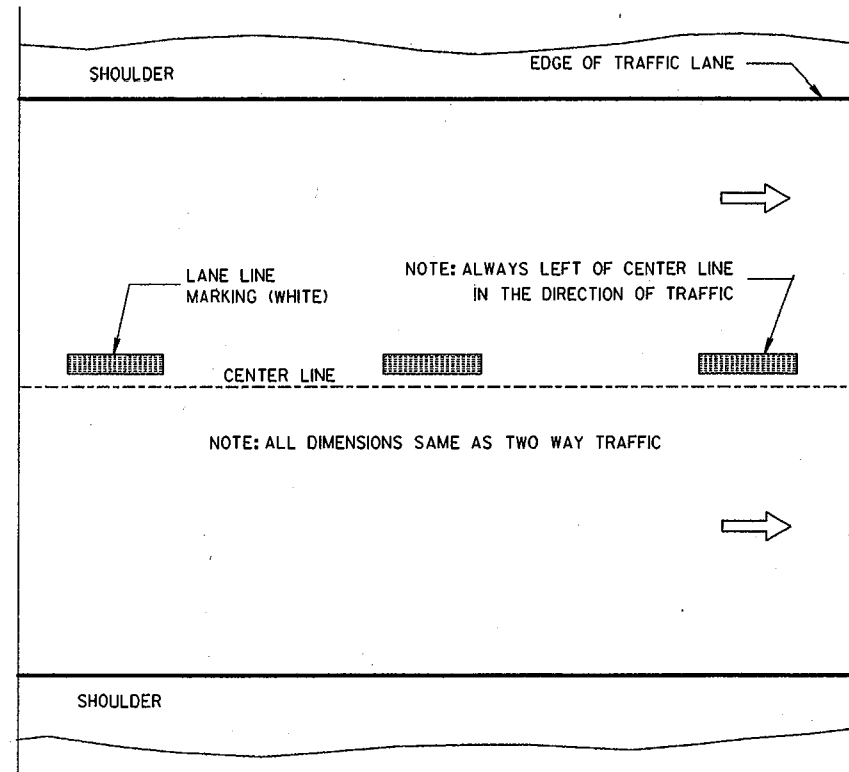 SHOULDER
EDGE OF TRAFFIC LANE
LANE LINE
MARKING (WHITE)
NOTE: ALWAYS LEFT OF CENTER LINE
IN THE DIRECTION OF TRAFFIC
CENTER LINE
NOTE: ALL DIMENSIONS SAME AS TWO WAY TRAFFIC
SHOULDER